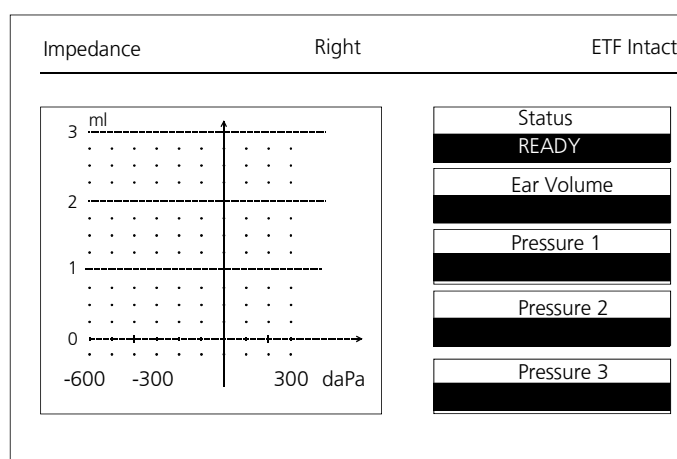 Impedance Right ETF Intact
ml
3
2
1
0
-600 -300 300 daPa
Status
READY
Ear Volume
Pressure 1
Pressure 2
Pressure 3